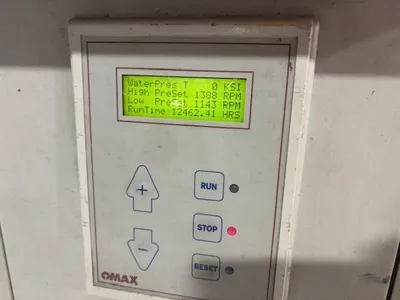 WaterPres T 0 KSI
High PreSet 1388 RPM
Low PreSet 1143 RPM
RunTime 12462.41 HRS
+
RUN
STOP
-
RESET
OMAX